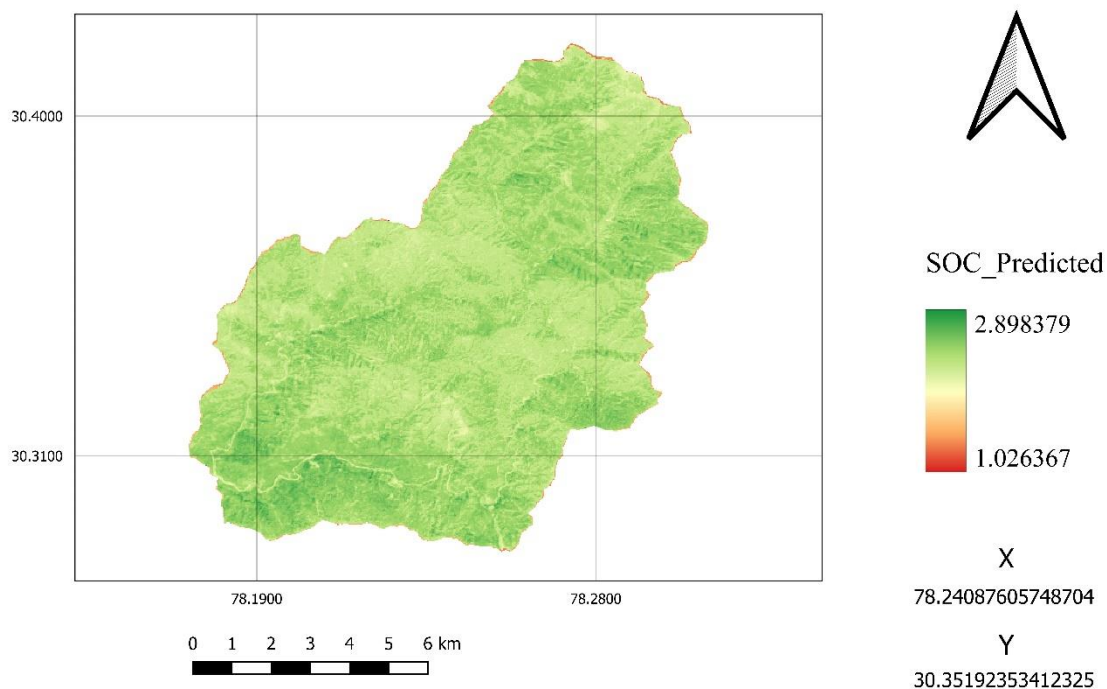 30.4000
30.3100
78.1900 78.2800
0 1 2 3 4 5 6 km
SOC_Predicted
2.898379
1.026367
X
78.24087605748704
Y
30.35192353412325